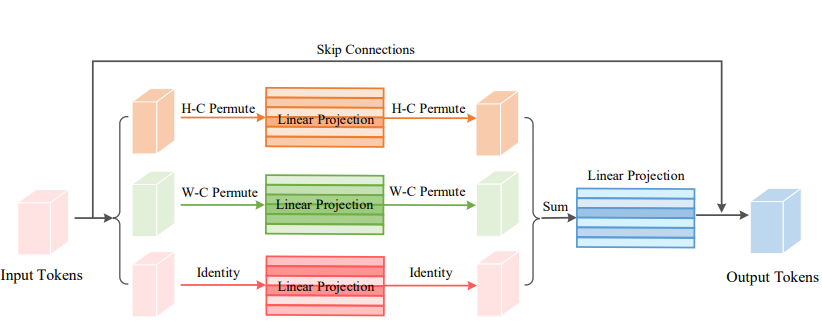 Skip Connections
H-C Permute
Linear Projection
H-C Permute
W-C Permute
Linear Projection
W-C Permute
Linear Projection
Sum
Input Tokens
Identity
Linear Projection
Identity
Output Tokens